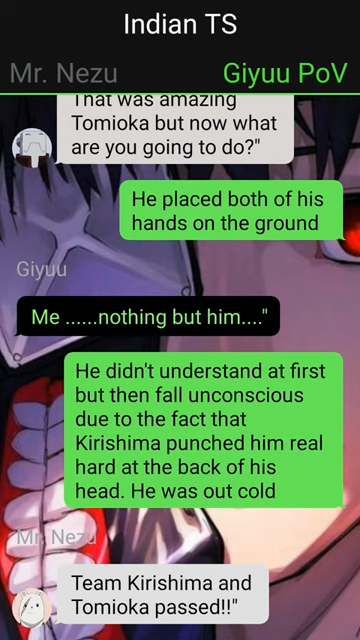 Indian TS
Mr. Nezu Giyuu PoV
That was amazing
Tomioka but now what
are you going to do?"
He placed both of his
hands on the ground
Giyuu
Me ......nothing but him...."
He didn't understand at first
but then fall unconscious
due to the fact that
Kirishima punched him real
hard at the back of his
head. He was out cold
Mr. Nezu
Team Kirishima and
Tomioka passed!!"